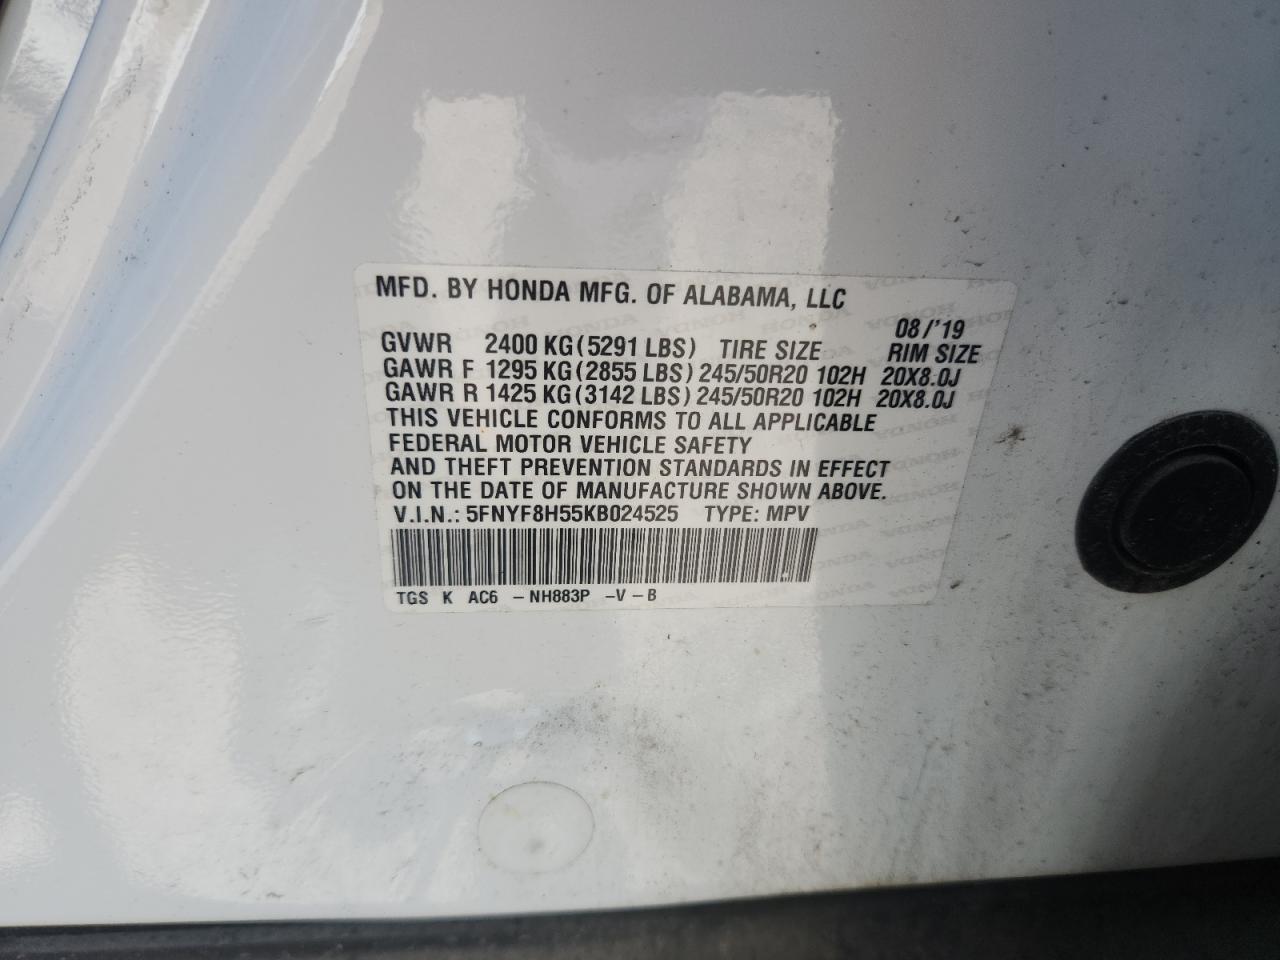 MFD. BY HONDA MFG. OF ALABAMA, LLC
08/'19
GVWR 2400 KG(5291 LBS) TIRE SIZE RIM SIZE
GAWR F 1295 KG(2855 LBS) 245/50R20 102H 20X8.0J
GAWR R 1425 KG(3142 LBS) 245/50R20 102H 20X8.0J
THIS VEHICLE CONFORMS TO ALL APPLICABLE
FEDERAL MOTOR VEHICLE SAFETY
AND THEFT PREVENTION STANDARDS IN EFFECT
ON THE DATE OF MANUFACTURE SHOWN ABOVE.
V.I.N.: 5FNYF8H55KB024525 TYPE: MPV
TGS K AC6 -NH883P -V-B